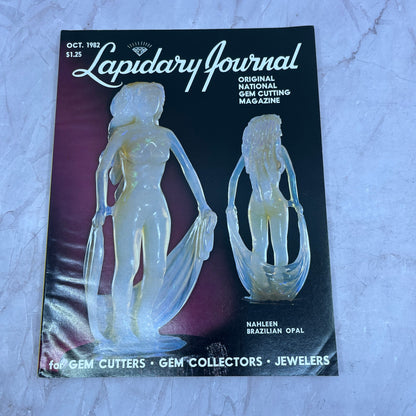 OCT. 1982
$1.25
Lapidary Journal
ORIGINAL
NATIONAL
GEM CUTTING
MAGAZINE
NAHLEEN
BRAZILIAN OPAL
for GEM CUTTERS • GEM COLLECTORS • JEWELERS